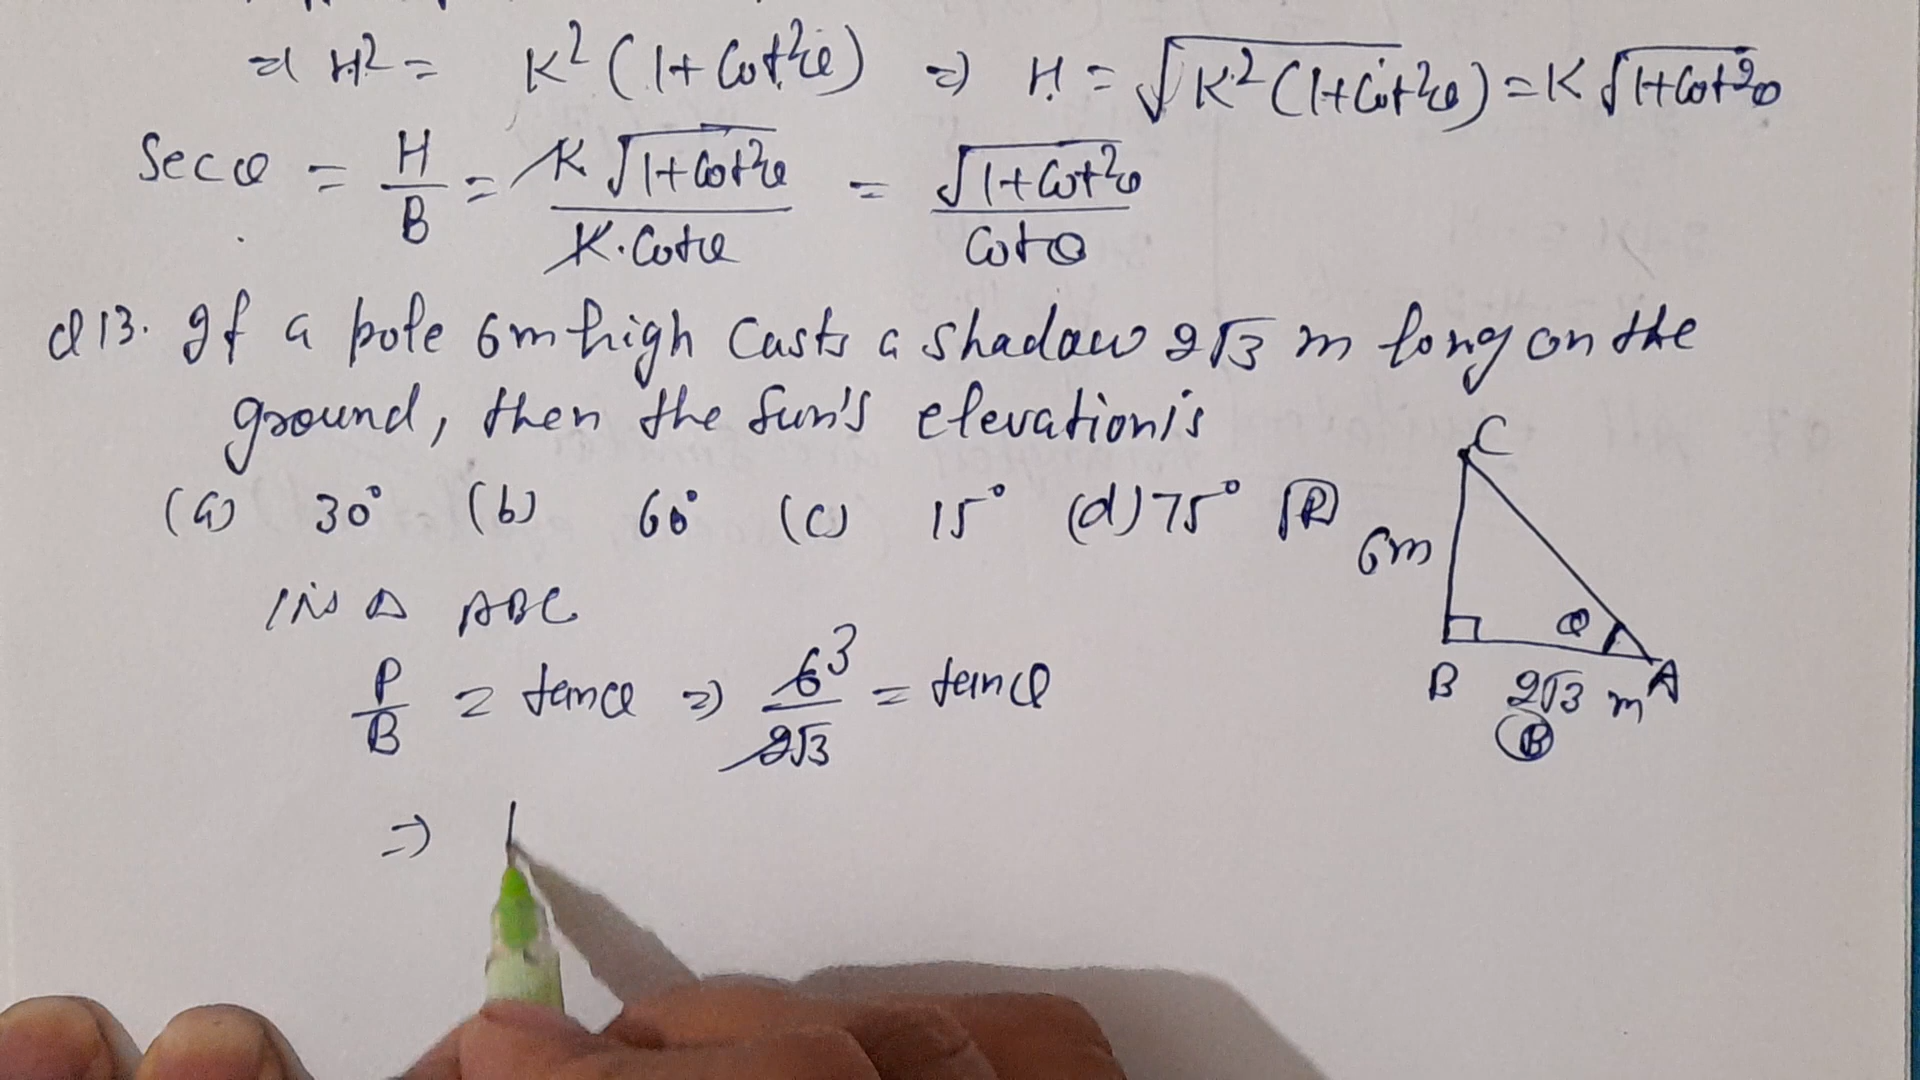 ⇒ H² = K² (1+Cot²θ) ⇒ H = √K²(1+Cot²θ) = K √1+Cot²θ
Secθ = H/B = K √1+Cot²θ / K.Cotθ = √1+Cot²θ / Cotθ
Q13. If a pole 6m high Casts a shadow 2√3 m long on the
ground, then the Sun's elevation is
(a) 30° (b) 60° (c) 15° (d) 75°
C
P
6m
θ
B 2√3 m A
B
IN Δ ABC
P/B = tanθ ⇒ 6 3/2√3 = tanθ
⇒